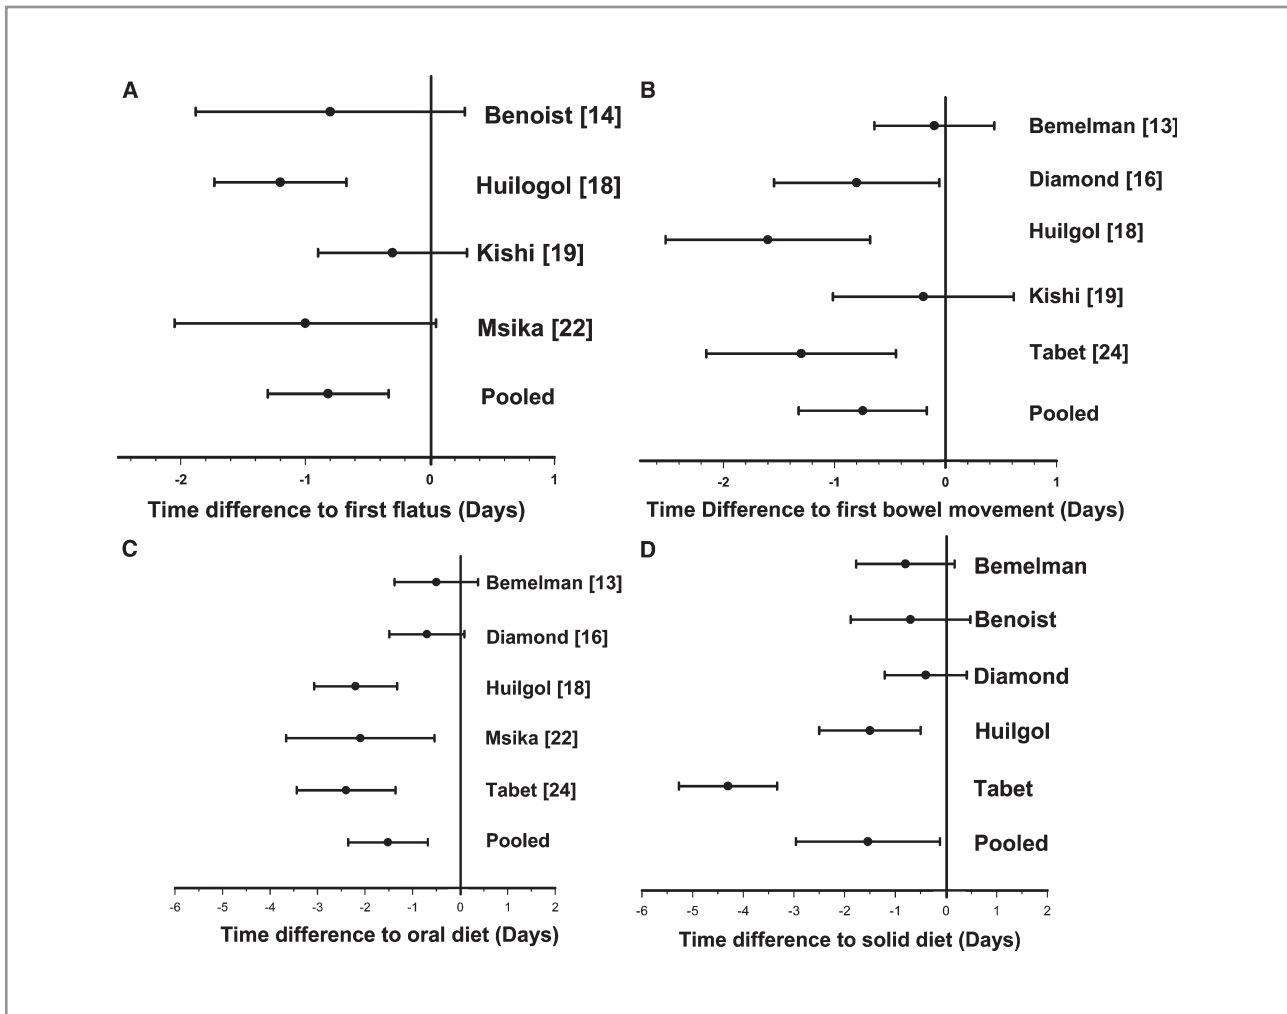 A
Benoist [14]
Huilogol [18]
Kishi [19]
Msika [22]
Pooled
-2 -1 0 1
Time difference to first flatus (Days)
B
Bemelman [13]
Diamond [16]
Huilgol [18]
Kishi [19]
Tabet [24]
Pooled
-2 -1 0 1
Time Difference to first bowel movement (Days)
C
Bemelman [13]
Diamond [16]
Huilgol [18]
Msika [22]
Tabet [24]
Pooled
-6 -5 -4 -3 -2 -1 0 1 2
Time difference to oral diet (Days)
D
Bemelman
Benoist
Diamond
Huilgol
Tabet
Pooled
-6 -5 -4 -3 -2 -1 0 1 2
Time difference to solid diet (Days)